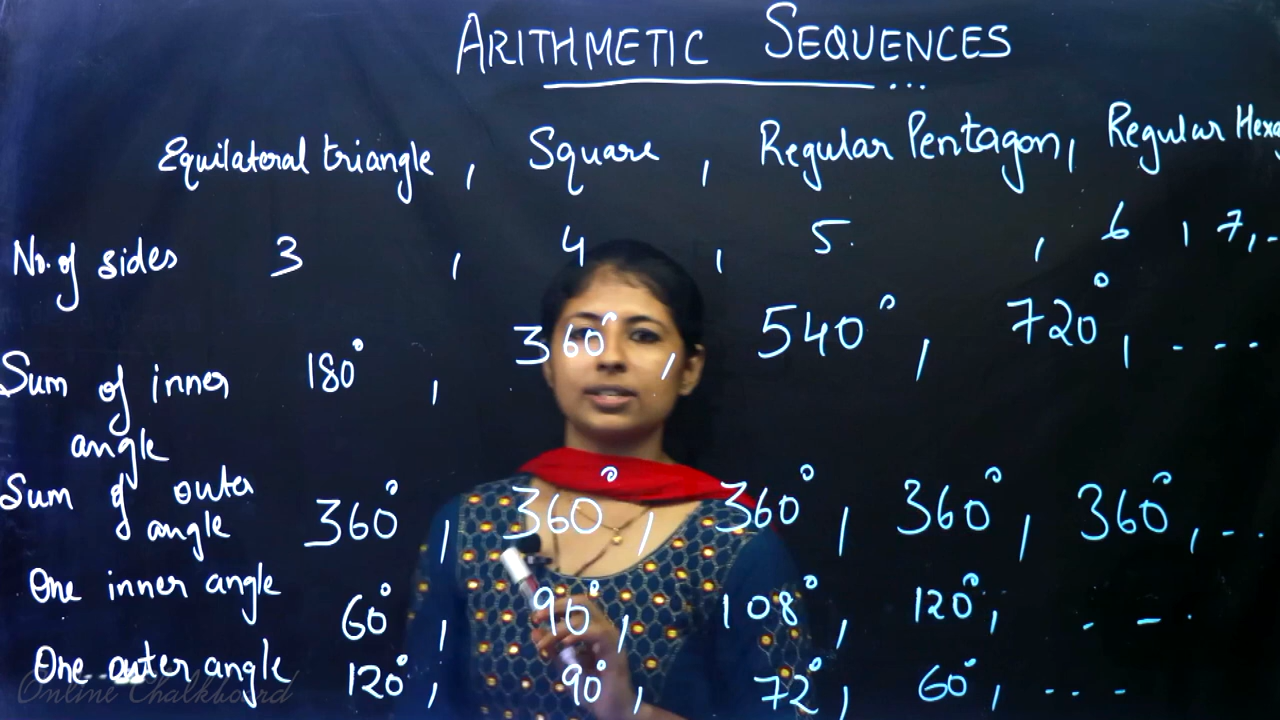 ARITHMETIC SEQUENCES ...
Equilateral triangle, Square, Regular Pentagon, Regular Hexa
No. of sides 3, 4, 5, 6, 7, -
Sum of inner angle 180°, 360°, 540°, 720°, ----
Sum of outer angle 360°, 360°, 360°, 360°, 360°, ...
One inner angle 60°, 90°, 108°, 120°, ---
One outer angle 120°, 90°, 72°, 60°, ....
Online Chalkboard